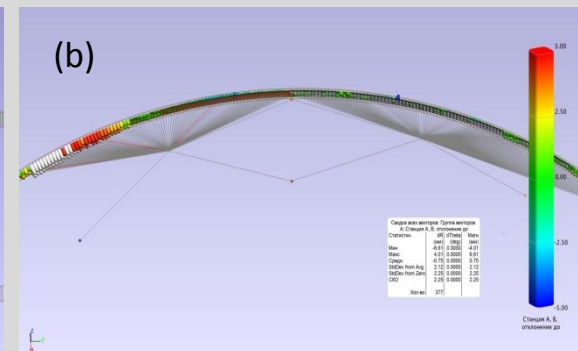 (b)
A
5.00
2.50
0.00
-2.50
-5.00
Станция А, В,
отклонение до
Сводка всех векторов: Группа векторов
А::Станция А, В, отклонение до
Статистич. dR dTheta Магн
(мм) (deg) (мм)
Мин -6.61 0.0000 -4.01
Макс 4.01 0.0000 6.61
Средн. -0.75 0.0000 0.75
StdDev from Avg 2.12 0.0000 2.12
StdDev from Zero 2.25 0.0000 2.25
СКО 2.25 0.0000 2.25
Кол-во 377